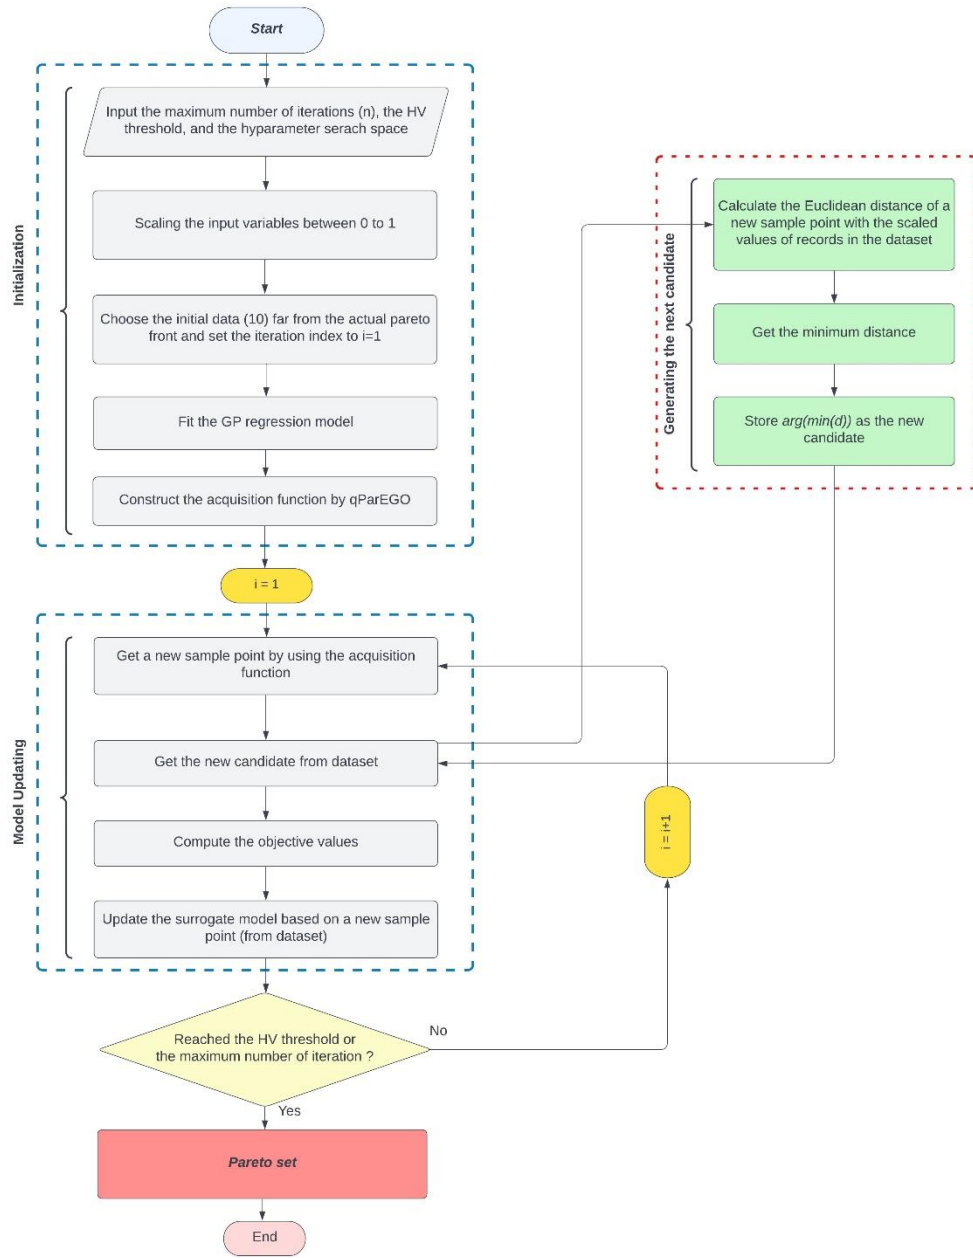 Start
Initialization
Input the maximum number of iterations (n), the HV
threshold, and the hyparameter serach space
Scaling the input variables between 0 to 1
Choose the initial data (10) far from the actual pareto
front and set the iteration index to i=1
Fit the GP regression model
Construct the acquisition function by qParEGO
i = 1
Model Updating
Get a new sample point by using the acquisition
function
Get the new candidate from dataset
Compute the objective values
Update the surrogate model based on a new sample
point (from dataset)
Reached the HV threshold or
the maximum number of iteration ?
No
i = i+1
Yes
Pareto set
End
Generating the next candidate
Calculate the Euclidean distance of a
new sample point with the scaled
values of records in the dataset
Get the minimum distance
Store arg(min(d)) as the new
candidate